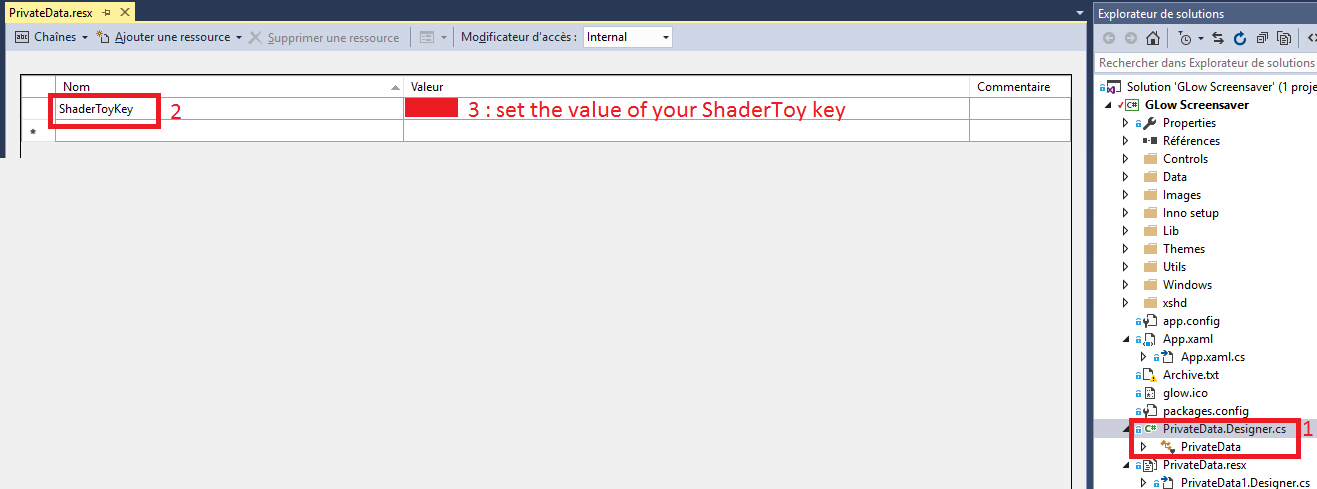 PrivateData.resx
Chaînes
Ajouter une ressource
Supprimer une ressource
Modificateur d'accès : Internal
Nom Valeur Commentaire
ShaderToyKey 2 3 : set the value of your ShaderToy key
*
Explorateur de solutions
Rechercher dans Explorateur de solutions
Solution 'GLow Screensaver' (1 proje
C# GLow Screensaver
Properties
Références
Controls
Data
Images
Inno setup
Lib
Themes
Utils
Windows
xshd
app.config
App.xaml
App.xaml.cs
Archive.txt
glow.ico
packages.config
C# PrivateData.Designer.cs 1
PrivateData
PrivateData.resx
PrivateData1.Designer.cs